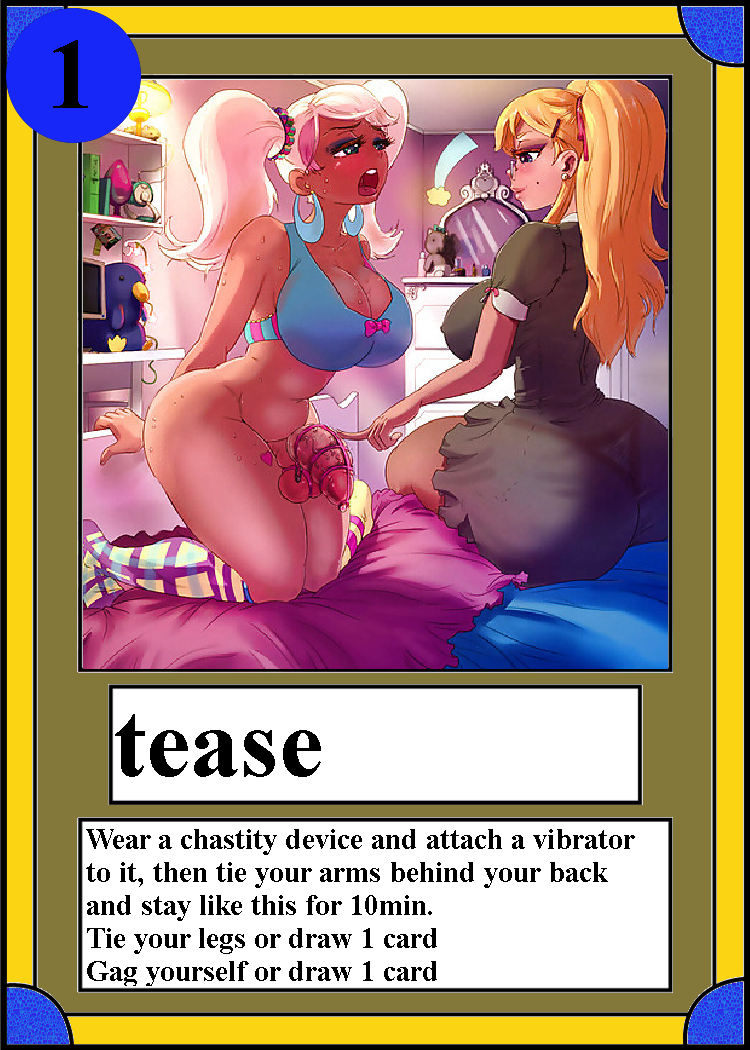 1
tease
Wear a chastity device and attach a vibrator
to it, then tie your arms behind your back
and stay like this for 10min.
Tie your legs or draw 1 card
Gag yourself or draw 1 card